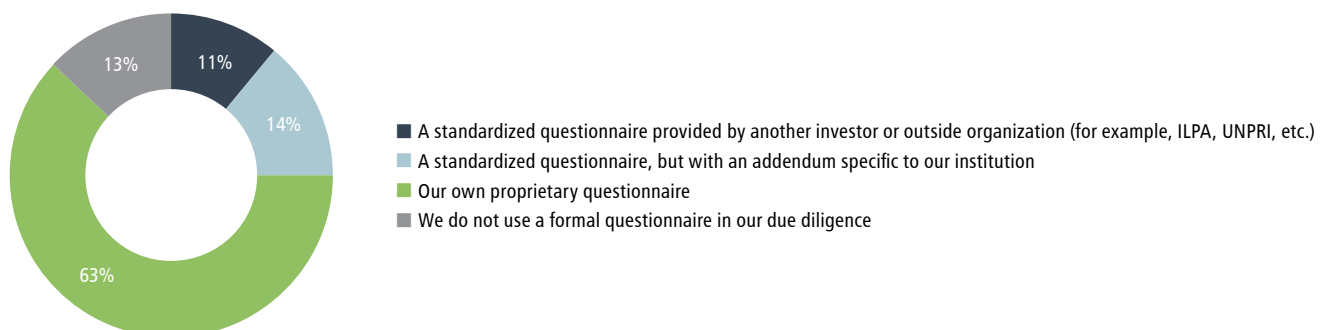 13%
11%
14%
63%
A standardized questionnaire provided by another investor or outside organization (for example, ILPA, UNPRI, etc.)
A standardized questionnaire, but with an addendum specific to our institution
Our own proprietary questionnaire
We do not use a formal questionnaire in our due diligence